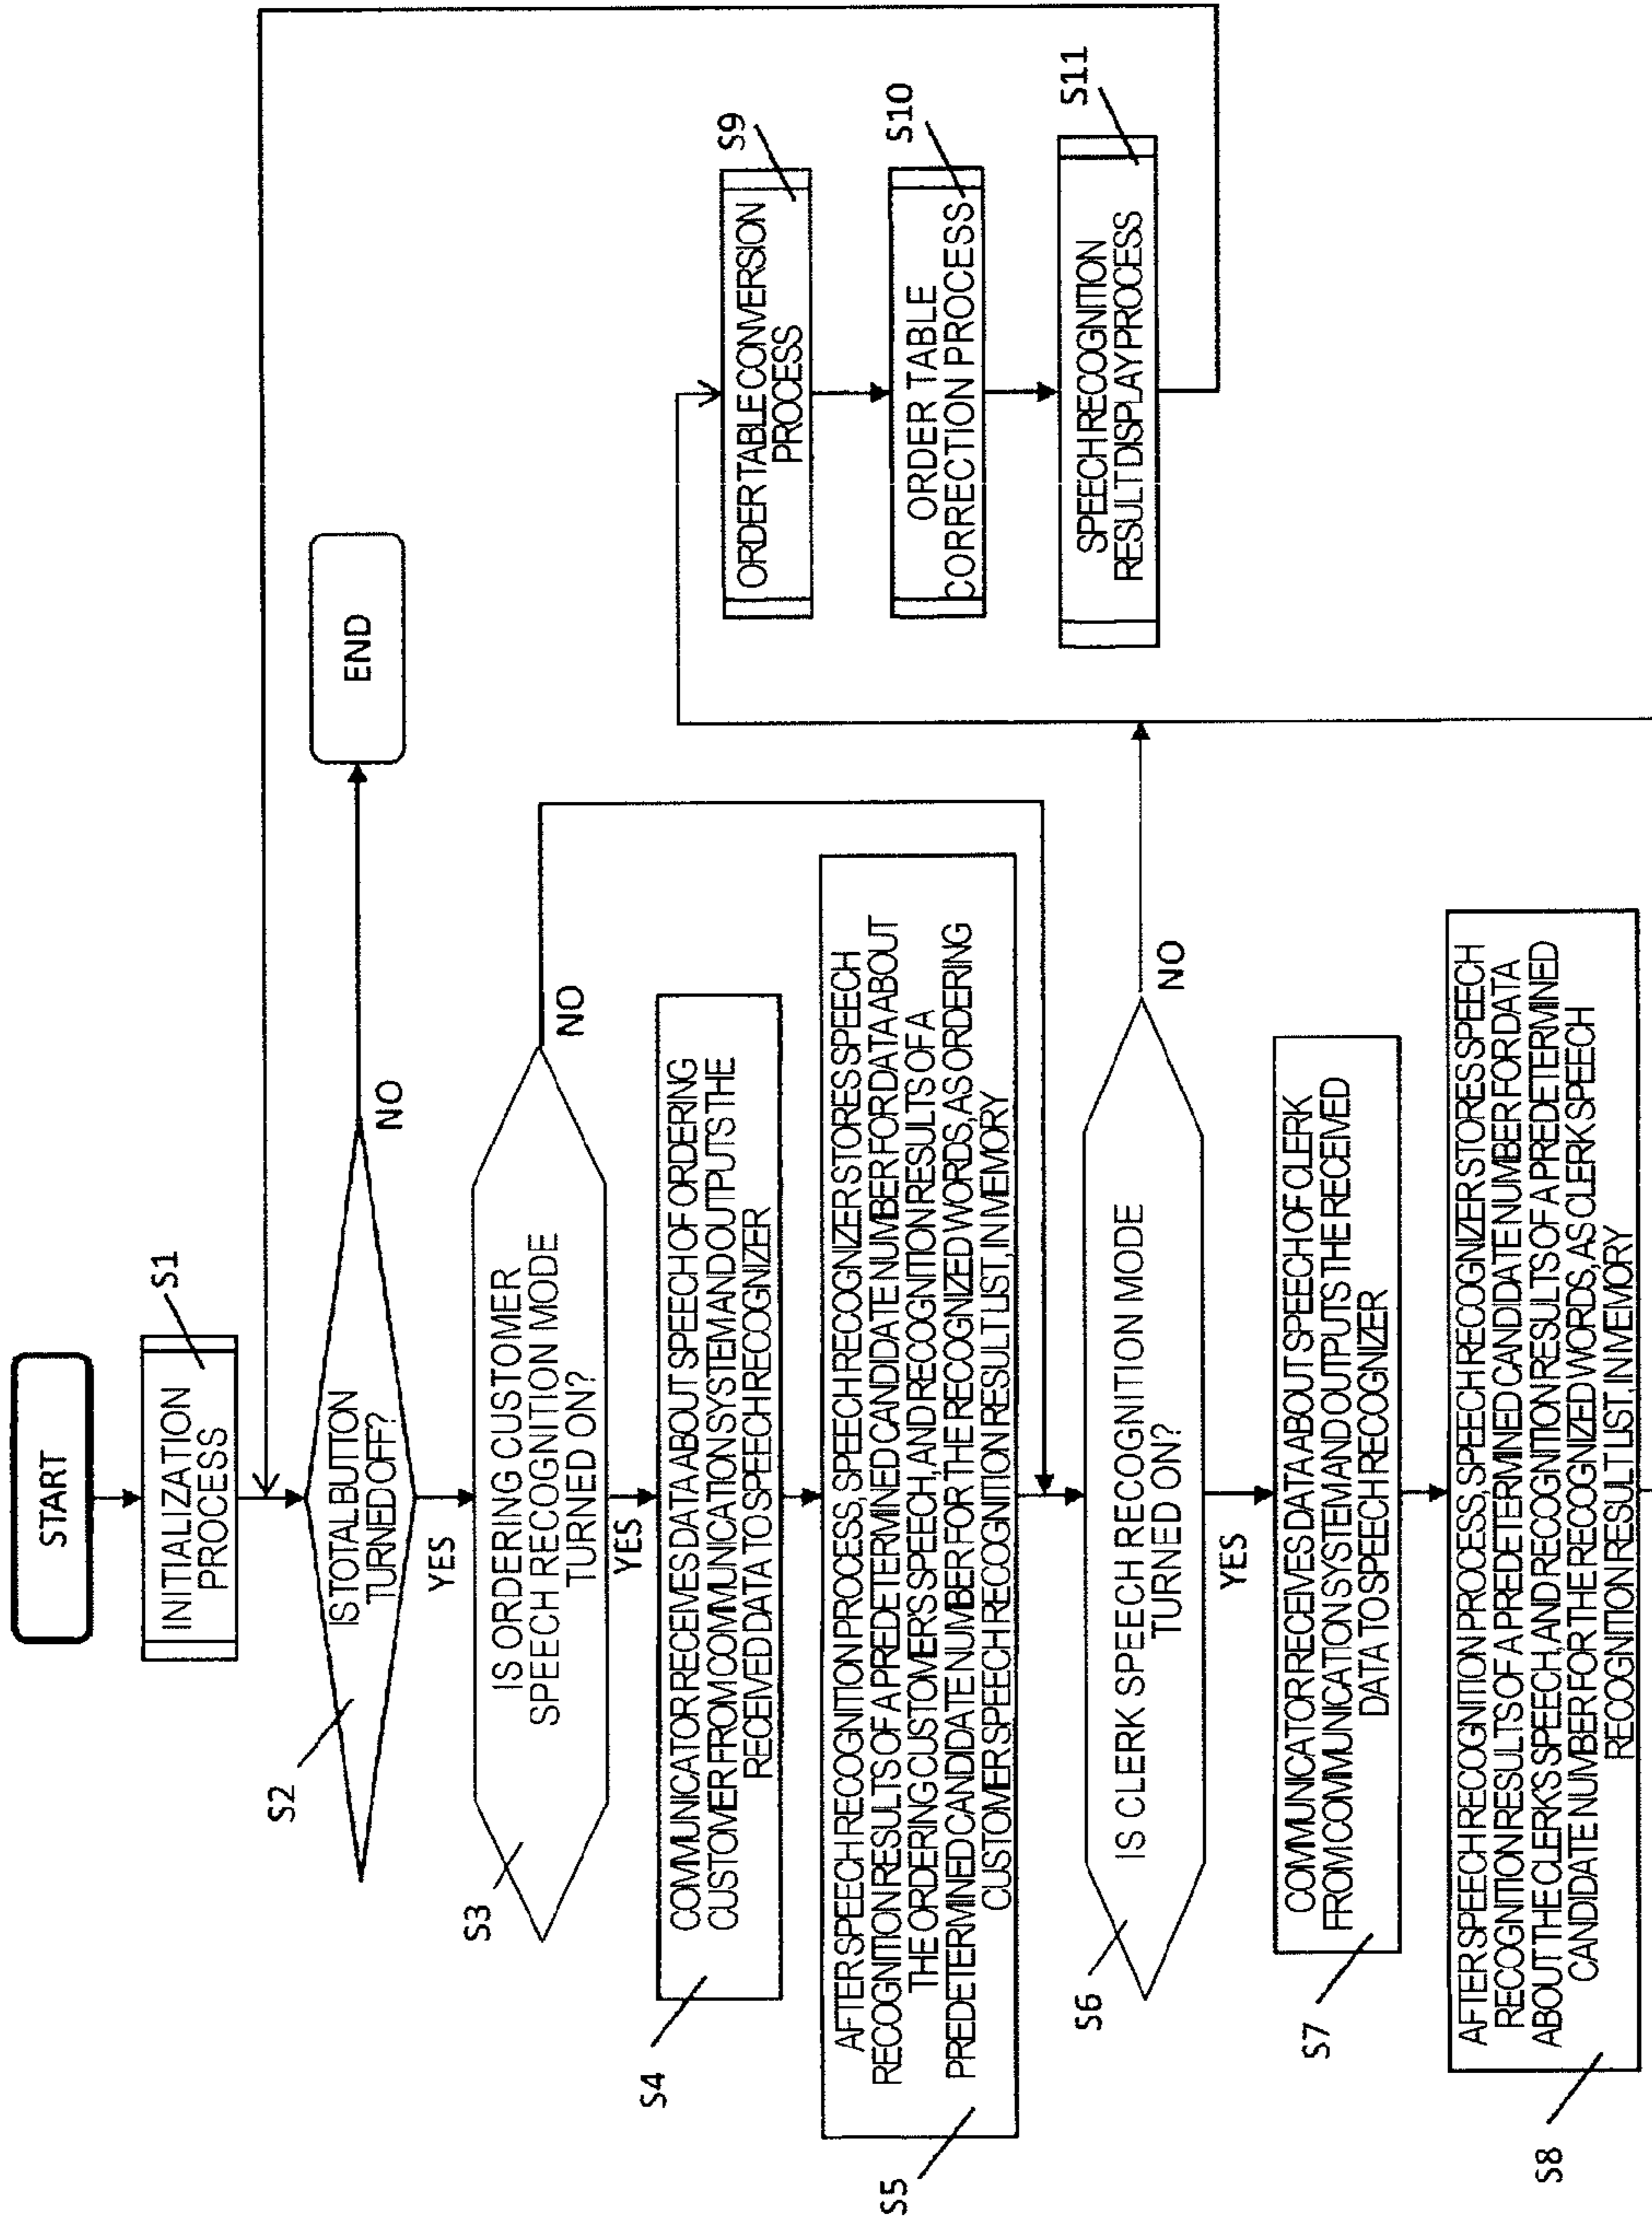 START
INITIALIZATION
PROCESS
S1
IS TOTAL BUTTON
TURNED OFF?
S2
NO
END
YES
IS ORDERING CUSTOMER
SPEECH RECOGNITION MODE
TURNED ON?
S3
NO
YES
COMMUNICATOR RECEIVES DATA ABOUT SPEECH OF ORDERING
CUSTOMER FROM COMMUNICATION SYSTEM AND OUTPUTS THE
RECEIVED DATA TO SPEECH RECOGNIZER
S4
AFTER SPEECH RECOGNITION PROCESS, SPEECH RECOGNIZER STORES SPEECH
RECOGNITION RESULTS OF A PREDETERMINED CANDIDATE NUMBER FOR DATA ABOUT
THE ORDERING CUSTOMER'S SPEECH, AND RECOGNITION RESULTS OF A
PREDETERMINED CANDIDATE NUMBER FOR THE RECOGNIZED WORDS, AS ORDERING
CUSTOMER SPEECH RECOGNITION RESULT LIST, IN MEMORY
S5
IS CLERK SPEECH RECOGNITION MODE
TURNED ON?
S6
NO
YES
COMMUNICATOR RECEIVES DATA ABOUT SPEECH OF CLERK
FROM COMMUNICATION SYSTEM AND OUTPUTS THE RECEIVED
DATA TO SPEECH RECOGNIZER
S7
AFTER SPEECH RECOGNITION PROCESS, SPEECH RECOGNIZER STORES SPEECH
RECOGNITION RESULTS OF A PREDETERMINED CANDIDATE NUMBER FOR DATA
ABOUT THE CLERK'S SPEECH, AND RECOGNITION RESULTS OF A PREDETERMINED
CANDIDATE NUMBER FOR THE RECOGNIZED WORDS, AS CLERK SPEECH
RECOGNITION RESULT LIST, IN MEMORY
S8
ORDER TABLE CONVERSION
PROCESS
S9
ORDER TABLE
CORRECTION PROCESS
S10
SPEECH RECOGNITION
RESULT DISPLAY PROCESS
S11